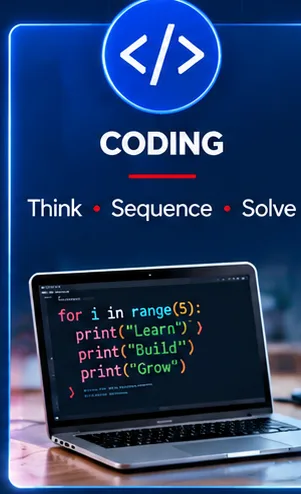 </>
CODING
Think • Sequence • Solve
for i in range(5):
print("Learn") }
print("Build")
print("Grow")
}